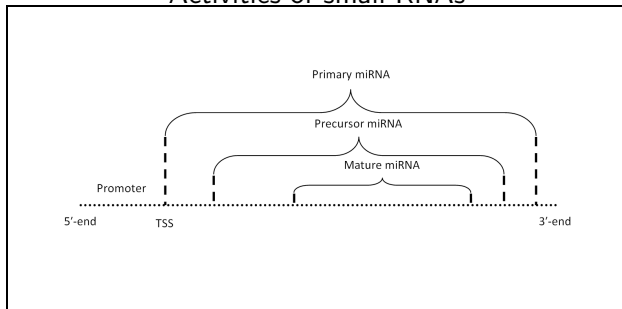 Activities of small RNAs
Primary miRNA
Precursor miRNA
Mature miRNA
Promoter
5'-end
TSS
3'-end